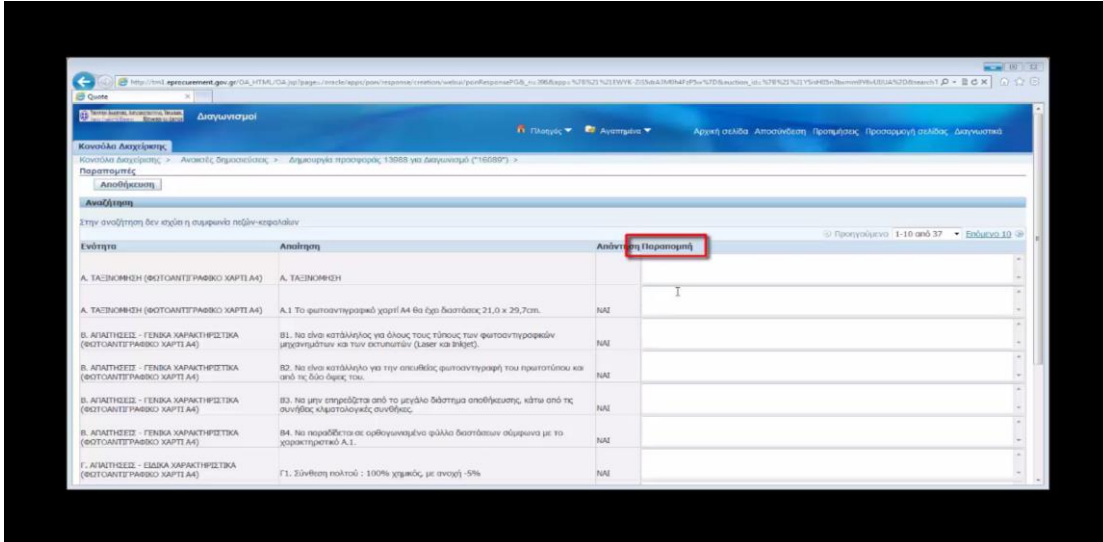 Quote
Διαγωνισμοί
Πλοηγός Αγαπημένα Αρχική σελίδα Αποσύνδεση Προτιμήσεις Προσαρμογή σελίδας Διαγνωστικά
Κονσόλα Διαχείρισης
Κονσόλα Διαχείρισης > Ανοικτές δημοσιεύσεις > Δημιουργία προσφοράς 13988 για Διαγωνισμό ("16089") >
Παραπομπές
Αποθήκευση
Αναζήτηση
Στην αναζήτηση δεν ισχύει η συμφωνία πεζών-κεφαλαίων
Προηγούμενο 1-10 από 37 Επόμενο 10
Ενότητα Απαίτηση Απάντηση Παραπομπή
Α. ΤΑΞΙΝΟΜΗΣΗ (ΦΩΤΟΑΝΤΙΓΡΑΦΙΚΟ ΧΑΡΤΙ Α4) Α. ΤΑΞΙΝΟΜΗΣΗ
Α. ΤΑΞΙΝΟΜΗΣΗ (ΦΩΤΟΑΝΤΙΓΡΑΦΙΚΟ ΧΑΡΤΙ Α4) Α.1 Το φωτοαντιγραφικό χαρτί Α4 θα έχει διαστάσεις 21,0 x 29,7cm. ΝΑΙ
Β. ΑΠΑΙΤΗΣΕΙΣ - ΓΕΝΙΚΑ ΧΑΡΑΚΤΗΡΙΣΤΙΚΑ (ΦΩΤΟΑΝΤΙΓΡΑΦΙΚΟ ΧΑΡΤΙ Α4) Β1. Να είναι κατάλληλος για όλους τους τύπους των φωτοαντιγραφικών μηχανημάτων και των εκτυπωτών (Laser και Inkjet). ΝΑΙ
Β. ΑΠΑΙΤΗΣΕΙΣ - ΓΕΝΙΚΑ ΧΑΡΑΚΤΗΡΙΣΤΙΚΑ (ΦΩΤΟΑΝΤΙΓΡΑΦΙΚΟ ΧΑΡΤΙ Α4) Β2. Να είναι κατάλληλο για την απευθείας φωτοαντιγραφή του πρωτοτύπου και από τις δύο όψεις του. ΝΑΙ
Β. ΑΠΑΙΤΗΣΕΙΣ - ΓΕΝΙΚΑ ΧΑΡΑΚΤΗΡΙΣΤΙΚΑ (ΦΩΤΟΑΝΤΙΓΡΑΦΙΚΟ ΧΑΡΤΙ Α4) Β3. Να μην επηρεάζεται από το μεγάλο διάστημα αποθήκευσης, κάτω από τις συνήθεις κλιματολογικές συνθήκες. ΝΑΙ
Β. ΑΠΑΙΤΗΣΕΙΣ - ΓΕΝΙΚΑ ΧΑΡΑΚΤΗΡΙΣΤΙΚΑ (ΦΩΤΟΑΝΤΙΓΡΑΦΙΚΟ ΧΑΡΤΙ Α4) Β4. Να παραδίδεται σε ορθογωνισμένα φύλλα διαστάσεων σύμφωνα με το χαρακτηριστικό Α.1. ΝΑΙ
Γ. ΑΠΑΙΤΗΣΕΙΣ - ΕΙΔΙΚΑ ΧΑΡΑΚΤΗΡΙΣΤΙΚΑ (ΦΩΤΟΑΝΤΙΓΡΑΦΙΚΟ ΧΑΡΤΙ Α4) Γ1. Σύνθεση πολτού : 100% χημικός, με ανοχή -5% ΝΑΙ